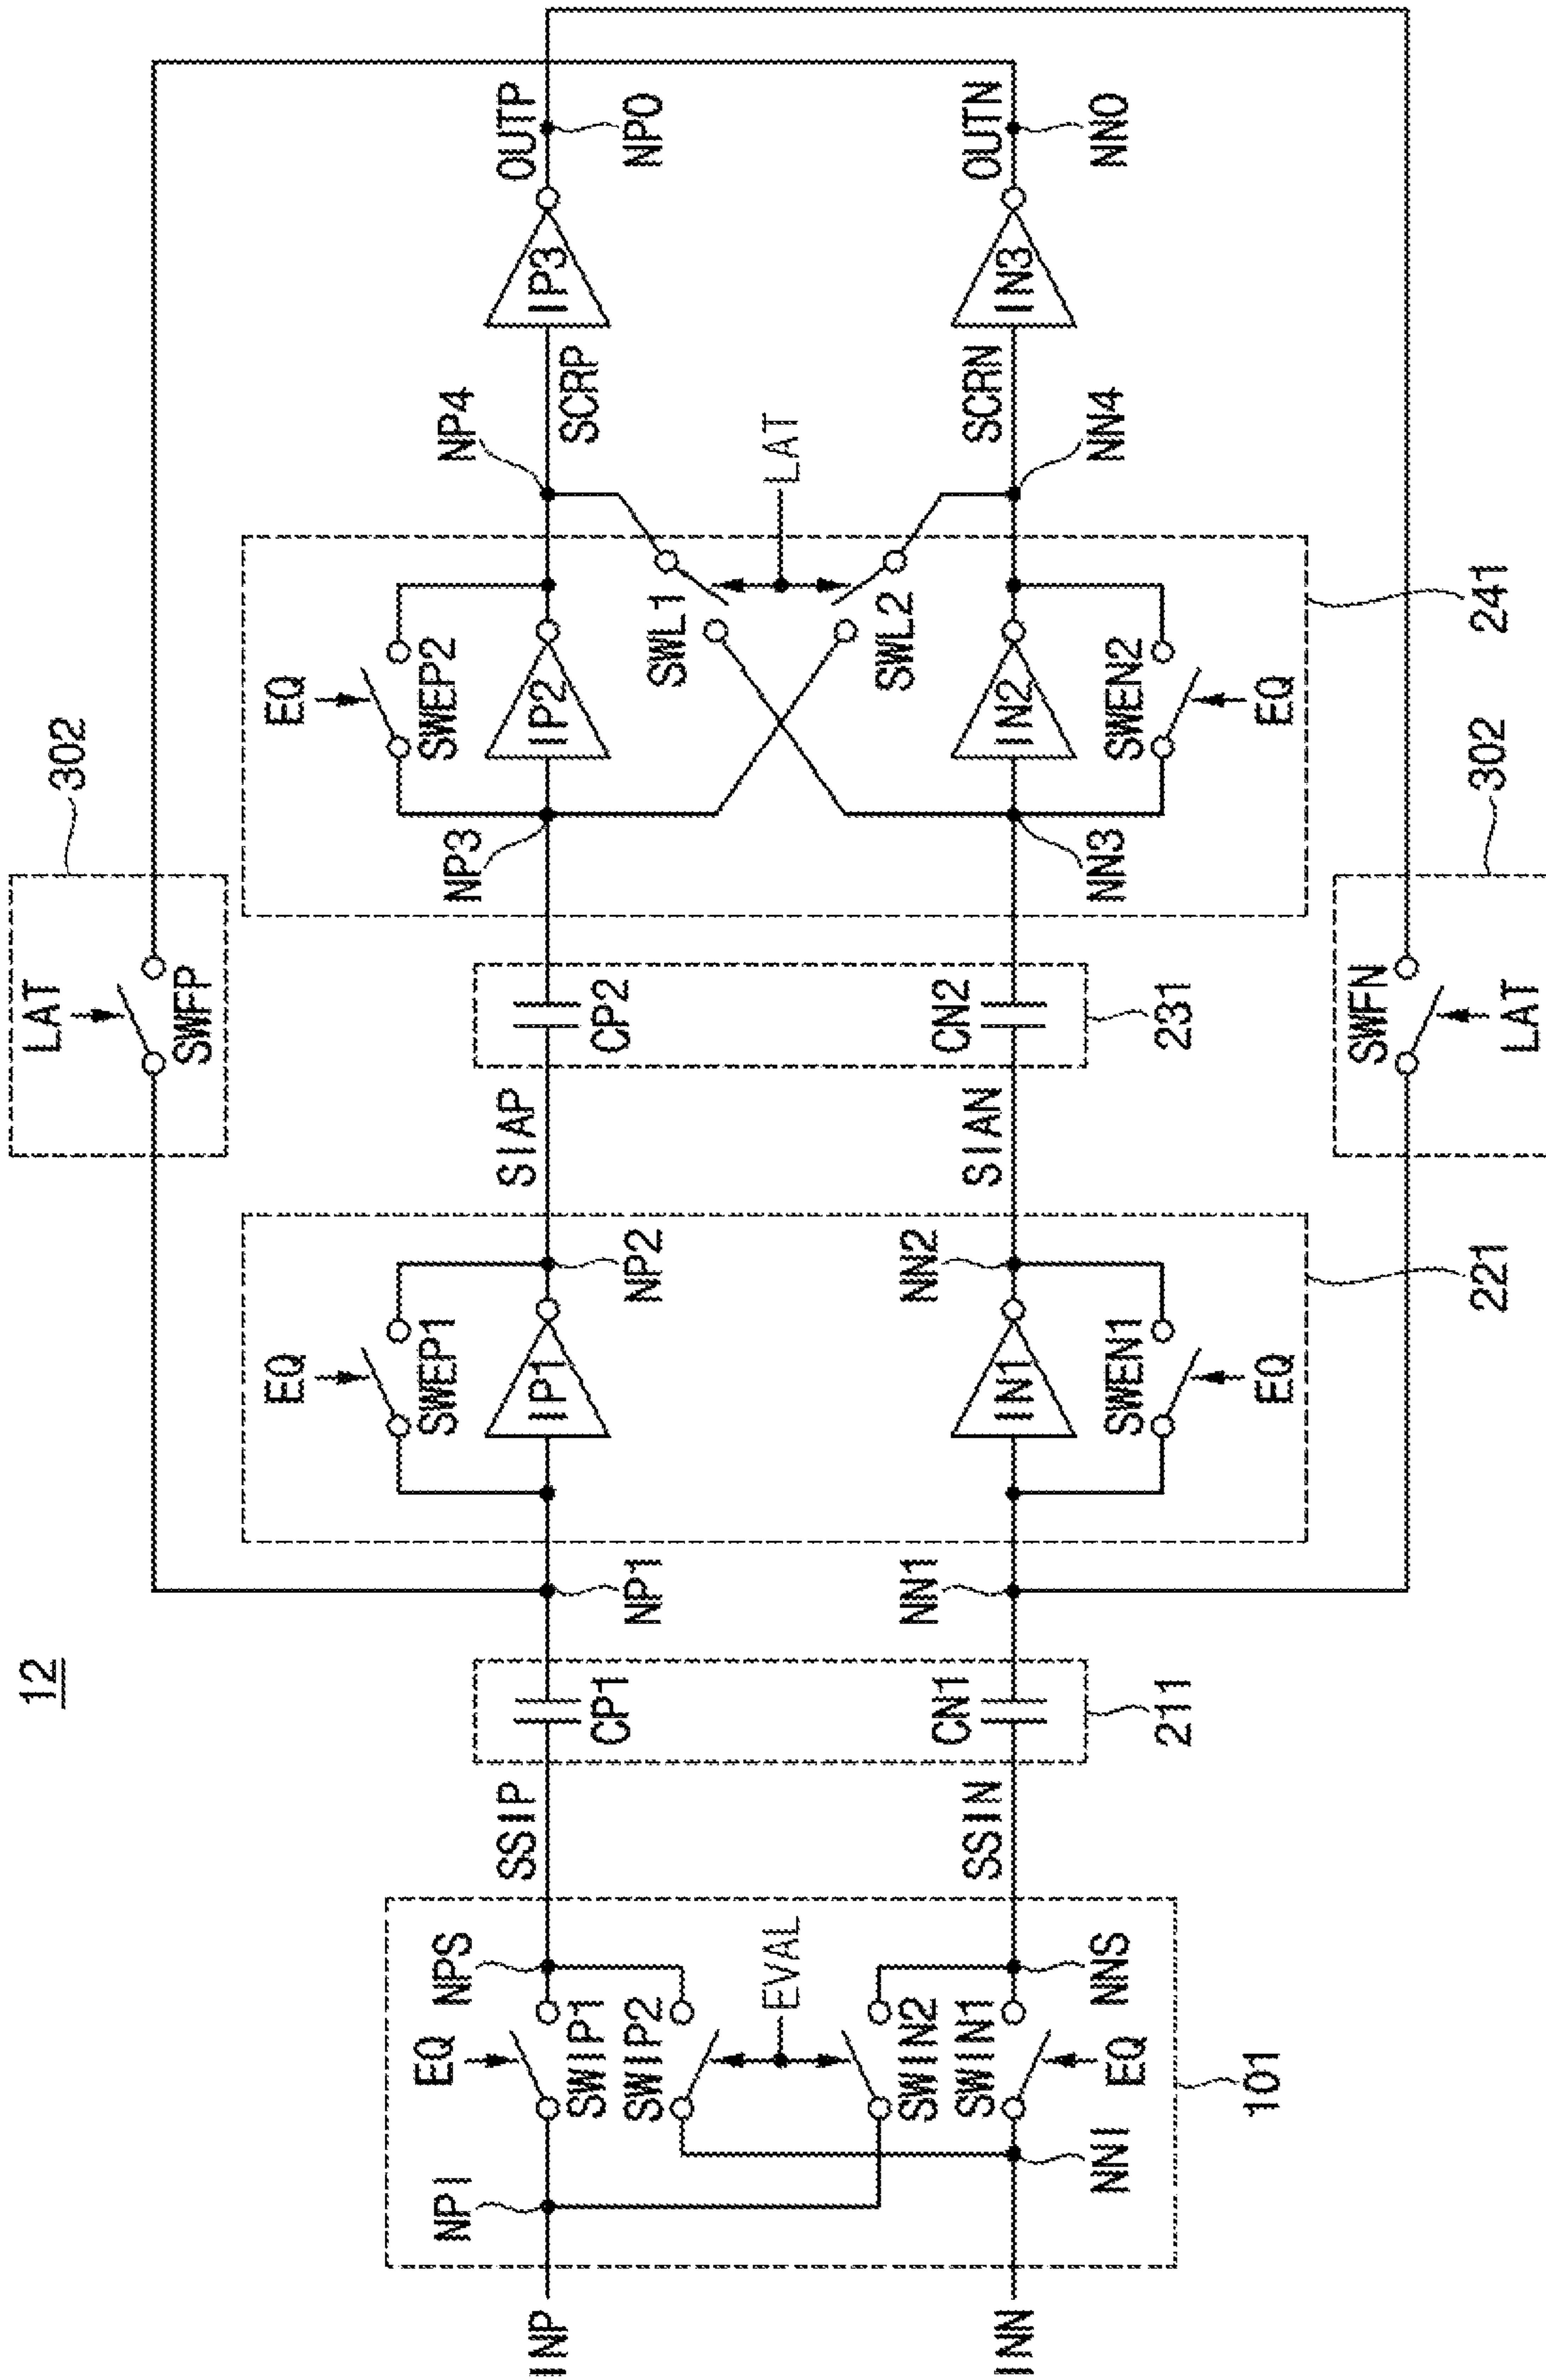 12
LAT
SWFP
302
INP
NPI
EQ
SWIP1
NPS
SWIP2
EVAL
SWIN2
SWIN1
NNS
EQ
NNI
INN
101
SSIP
SSIN
CP1
CN1
211
NP1
NN1
EQ
SWEP1
IP1
NP2
NN2
IN1
SWEN1
EQ
221
SIAP
SIAN
CP2
CN2
231
NP3
NN3
EQ
SWEP2
IP2
SWL1
SWL2
IN2
SWEN2
EQ
241
LAT
NP4
NN4
SCRP
SCRN
IP3
IN3
OUTP
NPO
OUTN
NNO
SWFN
LAT
302